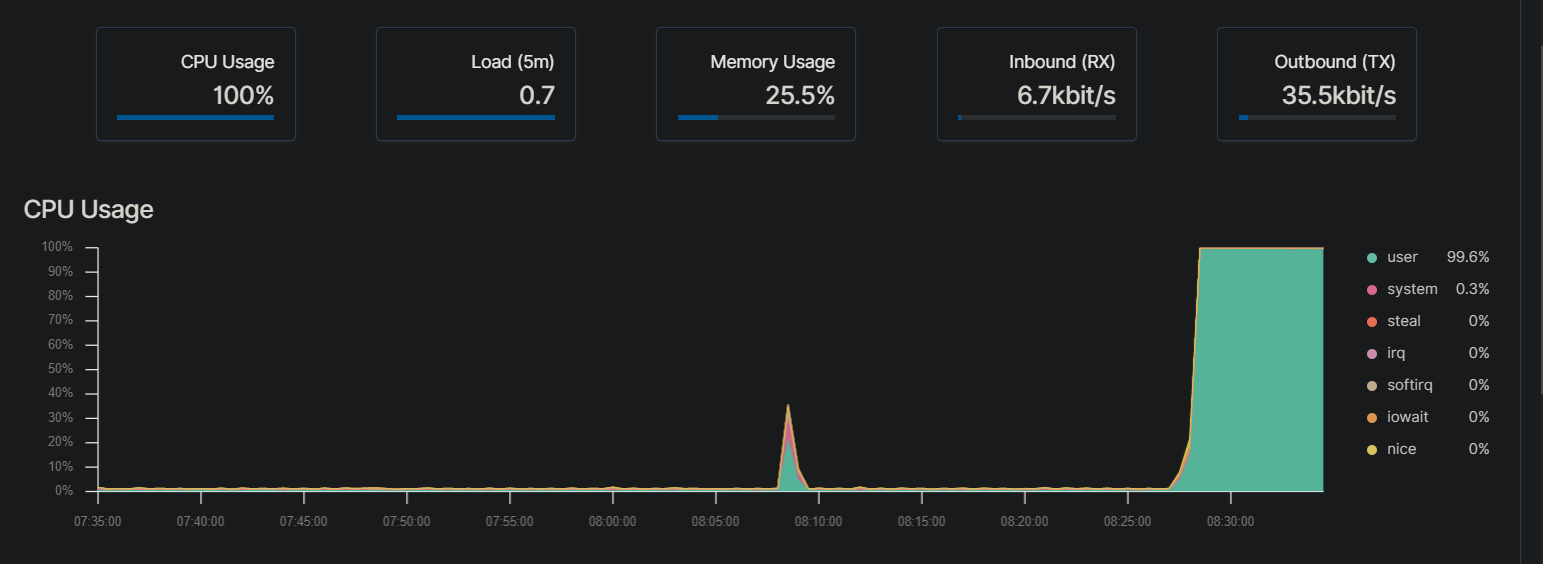 CPU Usage
100%
Load (5m)
0.7
Memory Usage
25.5%
Inbound (RX)
6.7kbit/s
Outbound (TX)
35.5kbit/s
CPU Usage
100%
90%
80%
70%
60%
50%
40%
30%
20%
10%
0%
07:35:00 07:40:00 07:45:00 07:50:00 07:55:00 08:00:00 08:05:00 08:10:00 08:15:00 08:20:00 08:25:00 08:30:00
user 99.6%
system 0.3%
steal 0%
irq 0%
softirq 0%
iowait 0%
nice 0%